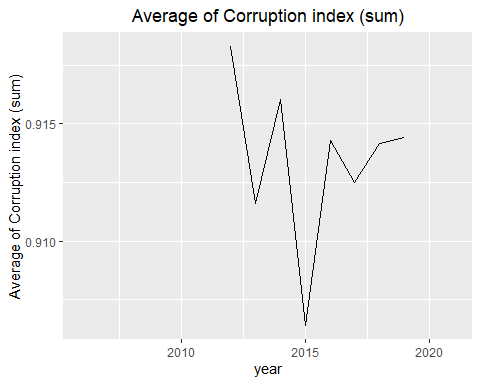 Average of Corruption index (sum)
Average of Corruption index (sum)
0.915
0.910
2010
2015
2020
year